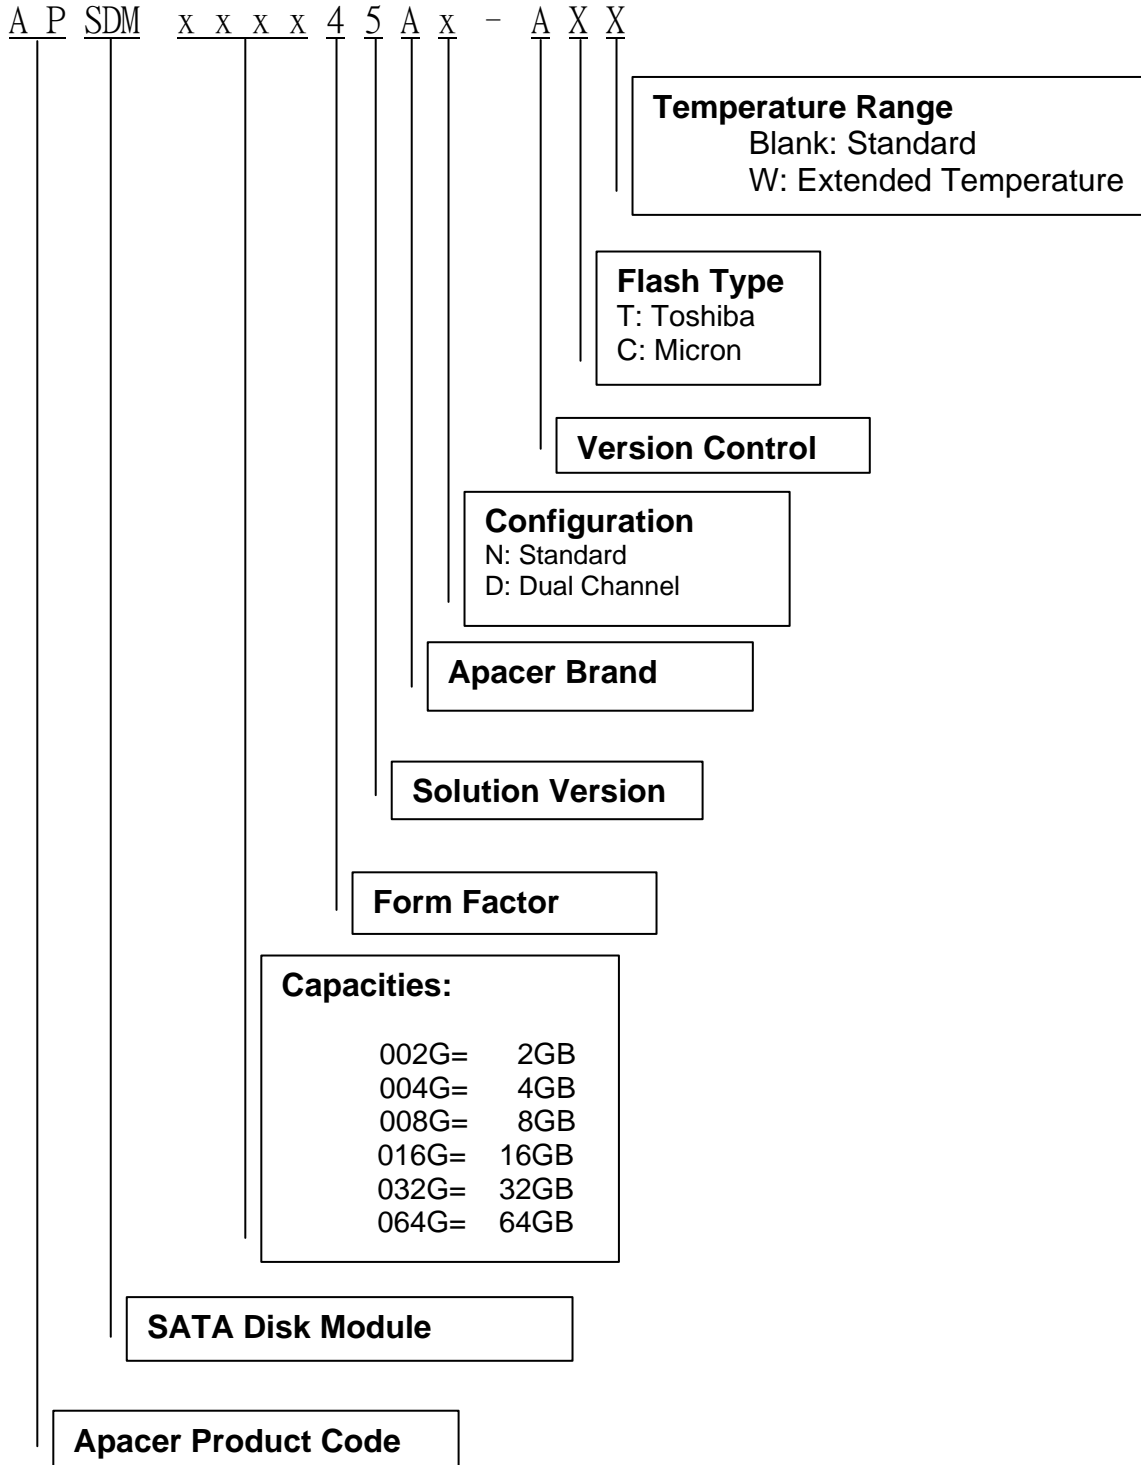 A P SDM x x x x 4 5 A x - A X X
Temperature Range
Blank: Standard
W: Extended Temperature
Flash Type
T: Toshiba
C: Micron
Version Control
Configuration
N: Standard
D: Dual Channel
Apacer Brand
Solution Version
Form Factor
Capacities:
002G= 2GB
004G= 4GB
008G= 8GB
016G= 16GB
032G= 32GB
064G= 64GB
SATA Disk Module
Apacer Product Code